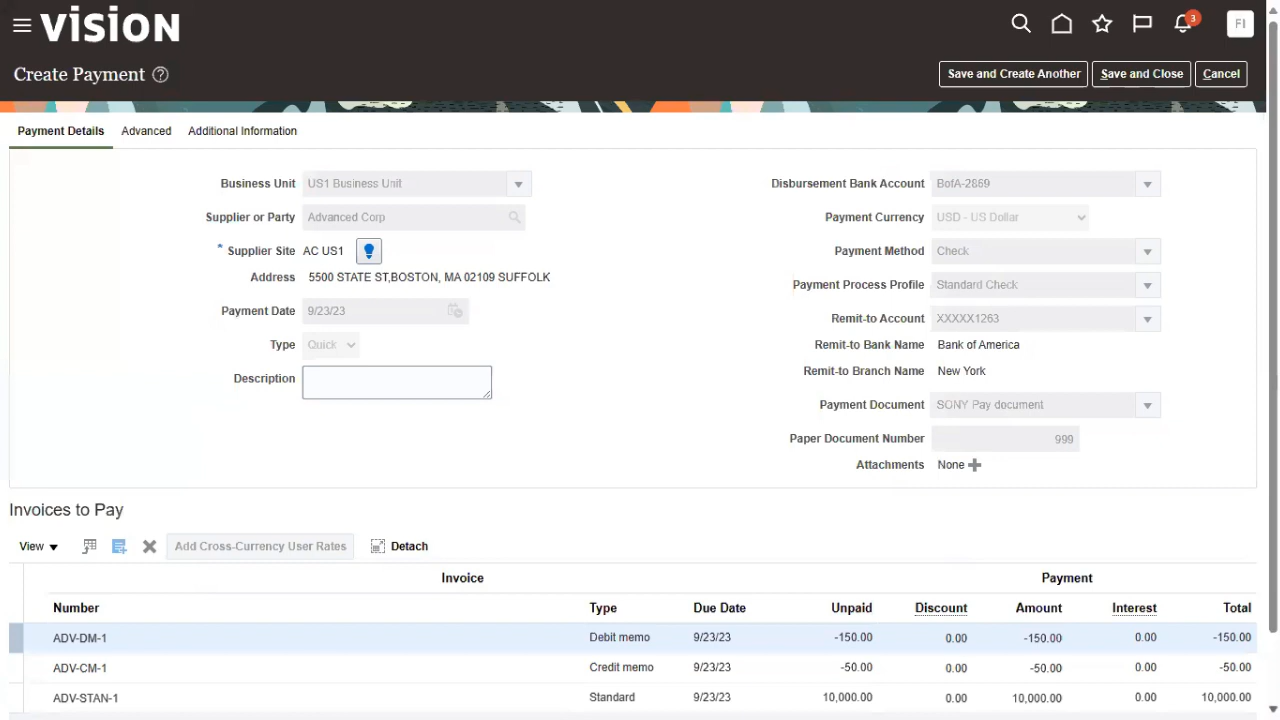 VISION
3
FI
Create Payment ?
Save and Create Another Save and Close Cancel
Payment Details Advanced Additional Information
Business Unit US1 Business Unit
Supplier or Party Advanced Corp
* Supplier Site AC US1
Address 5500 STATE ST,BOSTON, MA 02109 SUFFOLK
Payment Date 9/23/23
Type Quick
Description
Disbursement Bank Account BofA-2869
Payment Currency USD - US Dollar
Payment Method Check
Payment Process Profile Standard Check
Remit-to Account XXXXX1263
Remit-to Bank Name Bank of America
Remit-to Branch Name New York
Payment Document SONY Pay document
Paper Document Number 999
Attachments None
Invoices to Pay
View Add Cross-Currency User Rates Detach
Invoice Payment
Number Type Due Date Unpaid Discount Amount Interest Total
ADV-DM-1 Debit memo 9/23/23 -150.00 0.00 -150.00 0.00 -150.00
ADV-CM-1 Credit memo 9/23/23 -50.00 0.00 -50.00 0.00 -50.00
ADV-STAN-1 Standard 9/23/23 10,000.00 0.00 10,000.00 0.00 10,000.00